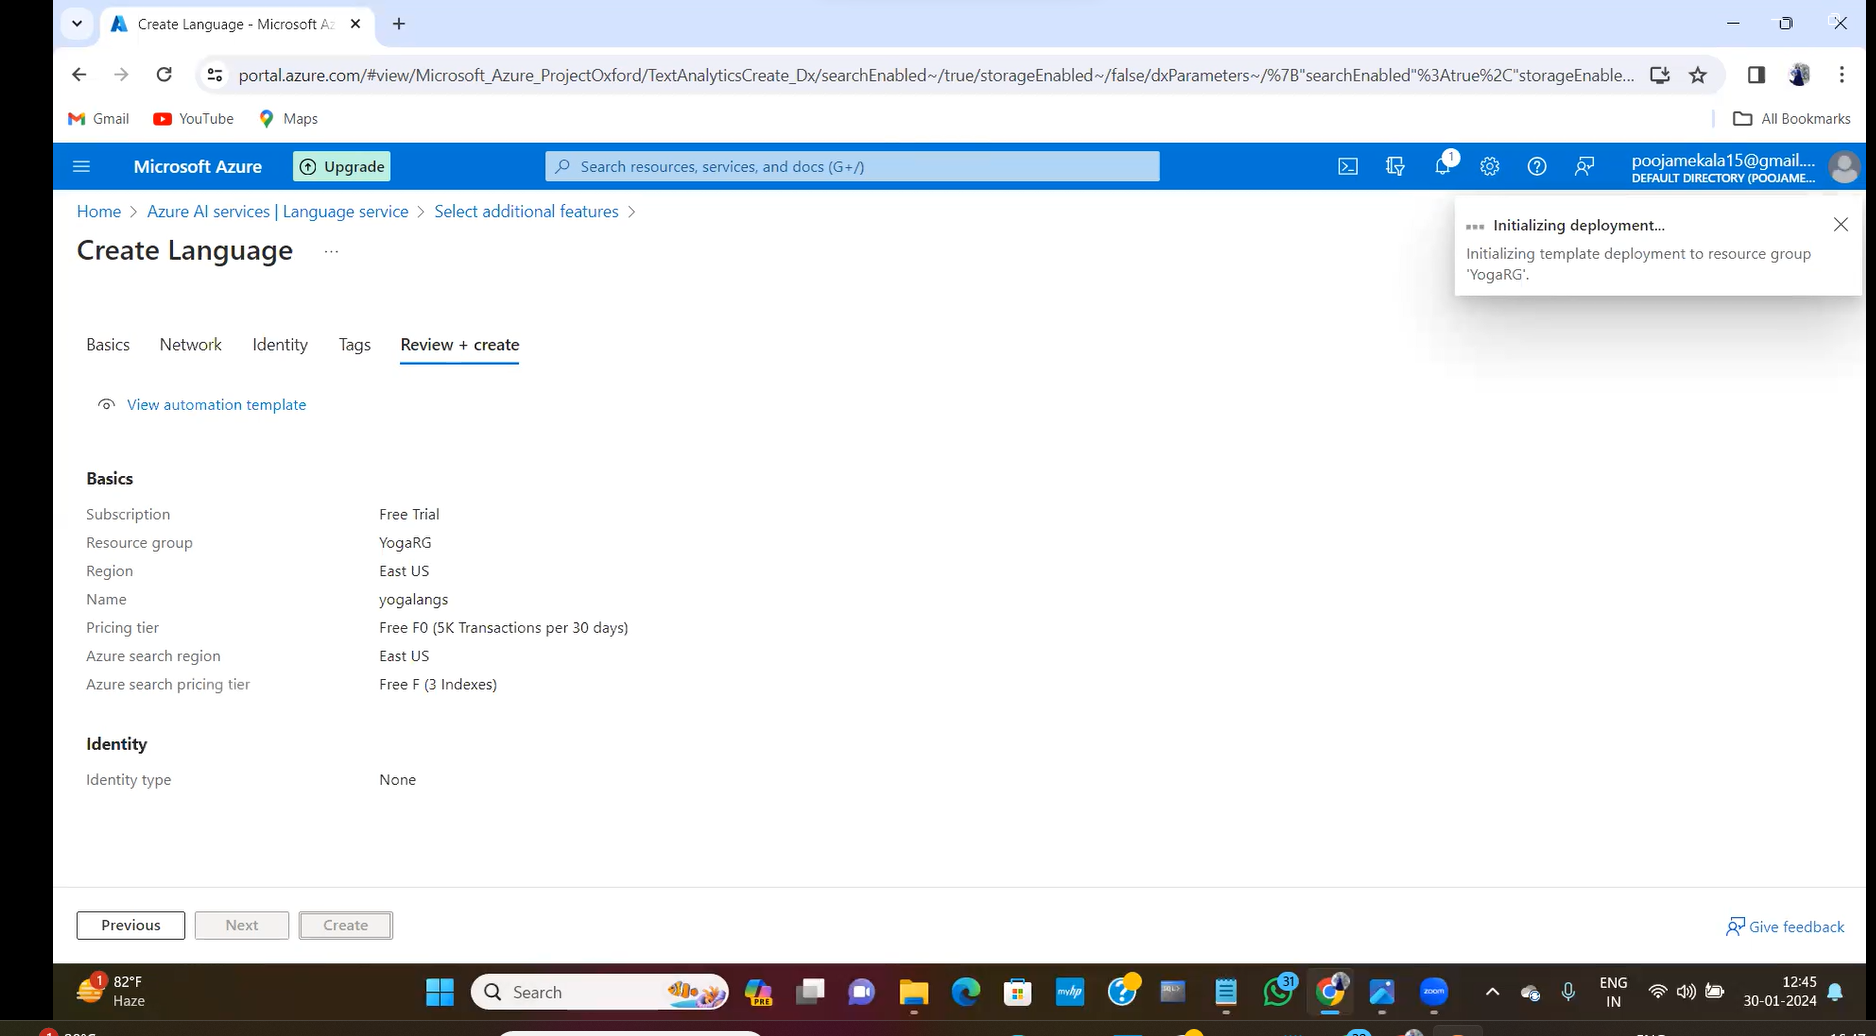 Create Language - Microsoft Az
portal.azure.com/#view/Microsoft_Azure_ProjectOxford/TextAnalyticsCreate_Dx/searchEnabled~/true/storageEnabled~/false/dxParameters~/%7B"searchEnabled"%3Atrue%2C"storageEnable...
Gmail YouTube Maps All Bookmarks
Microsoft Azure Upgrade Search resources, services, and docs (G+/) 1 poojamekala15@gmail....
DEFAULT DIRECTORY (POOJAME...
Home > Azure AI services | Language service > Select additional features >
Create Language ...
Initializing deployment...
Initializing template deployment to resource group
'YogaRG'.
Basics Network Identity Tags Review + create
View automation template
Basics
Subscription Free Trial
Resource group YogaRG
Region East US
Name yogalangs
Pricing tier Free F0 (5K Transactions per 30 days)
Azure search region East US
Azure search pricing tier Free F (3 Indexes)
Identity
Identity type None
Previous Next Create Give feedback
1 82°F
Haze
Search PRE myhp SQL 31 zoom
ENG
IN
12:45
30-01-2024